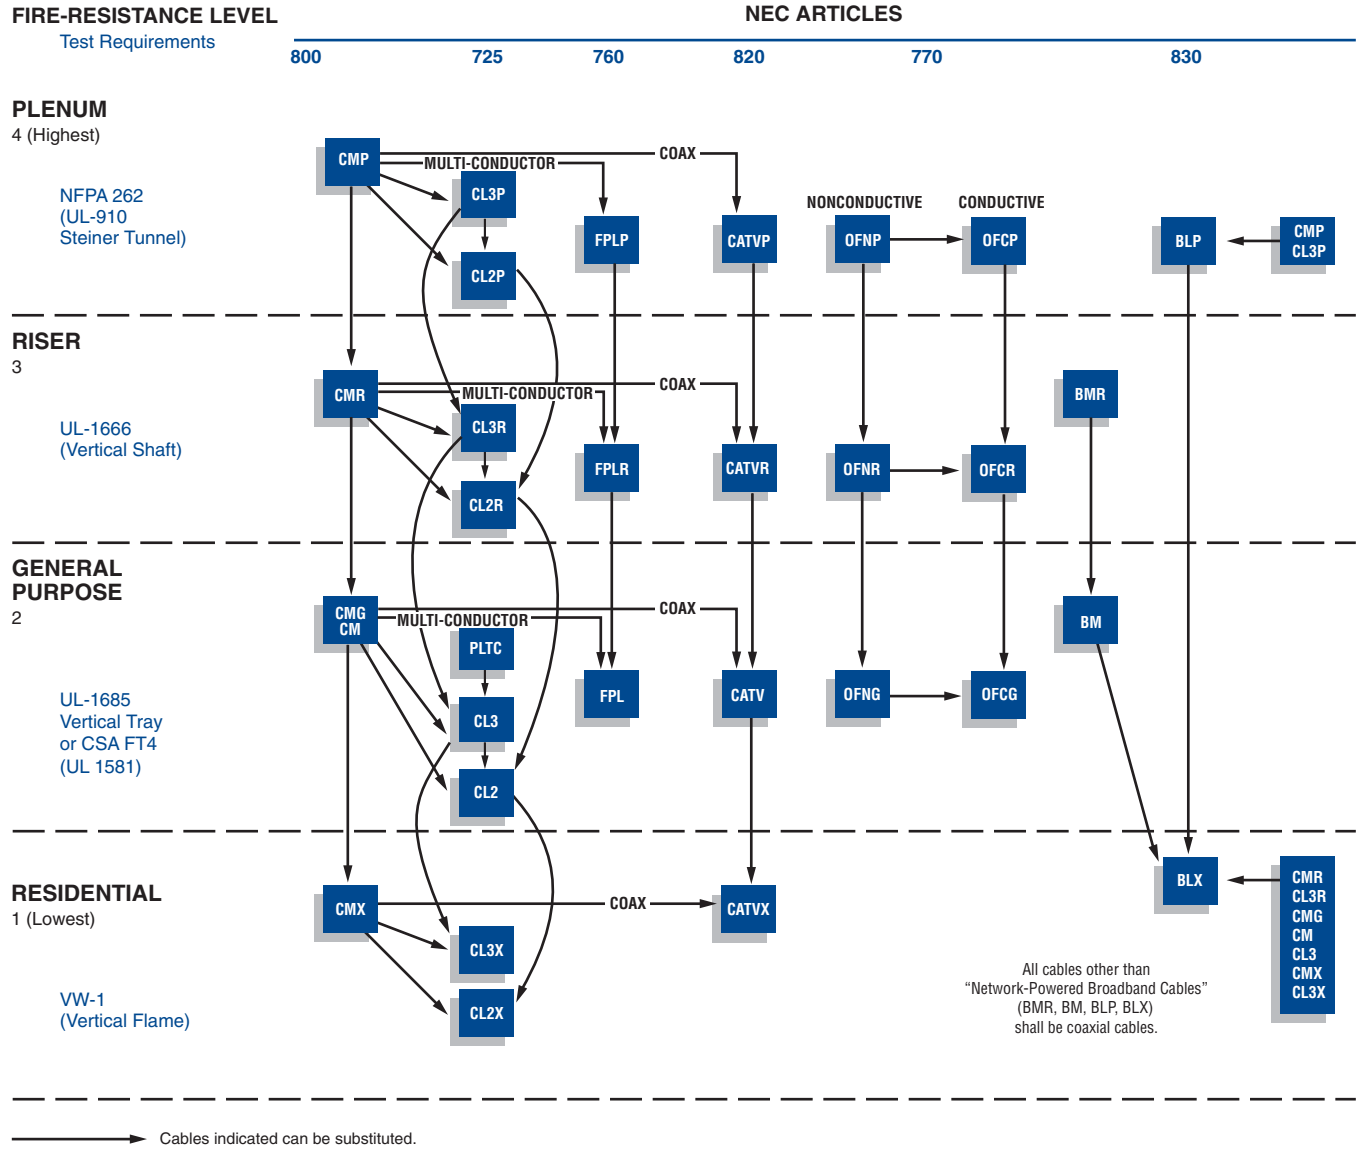 FIRE-RESISTANCE LEVEL
NEC ARTICLES
Test Requirements
800
725
760
820
770
830
PLENUM
4 (Highest)
NFPA 262
(UL-910
Steiner Tunnel)
CMP
MULTI-CONDUCTOR
COAX
CL3P
CL2P
FPLP
CATVP
NONCONDUCTIVE
CONDUCTIVE
OFNP
OFCP
BLP
CMP
CL3P
RISER
3
UL-1666
(Vertical Shaft)
CMR
MULTI-CONDUCTOR
COAX
CL3R
CL2R
FPLR
CATVR
OFNR
OFCR
BMR
GENERAL
PURPOSE
2
UL-1685
Vertical Tray
or CSA FT4
(UL 1581)
CMG
CM
MULTI-CONDUCTOR
COAX
PLTC
CL3
CL2
FPL
CATV
OFNG
OFCG
BM
RESIDENTIAL
1 (Lowest)
VW-1
(Vertical Flame)
CMX
COAX
CL3X
CL2X
CATVX
BLX
CMR
CL3R
CMG
CM
CL3
CMX
CL3X
All cables other than
“Network-Powered Broadband Cables”
(BMR, BM, BLP, BLX)
shall be coaxial cables.
Cables indicated can be substituted.